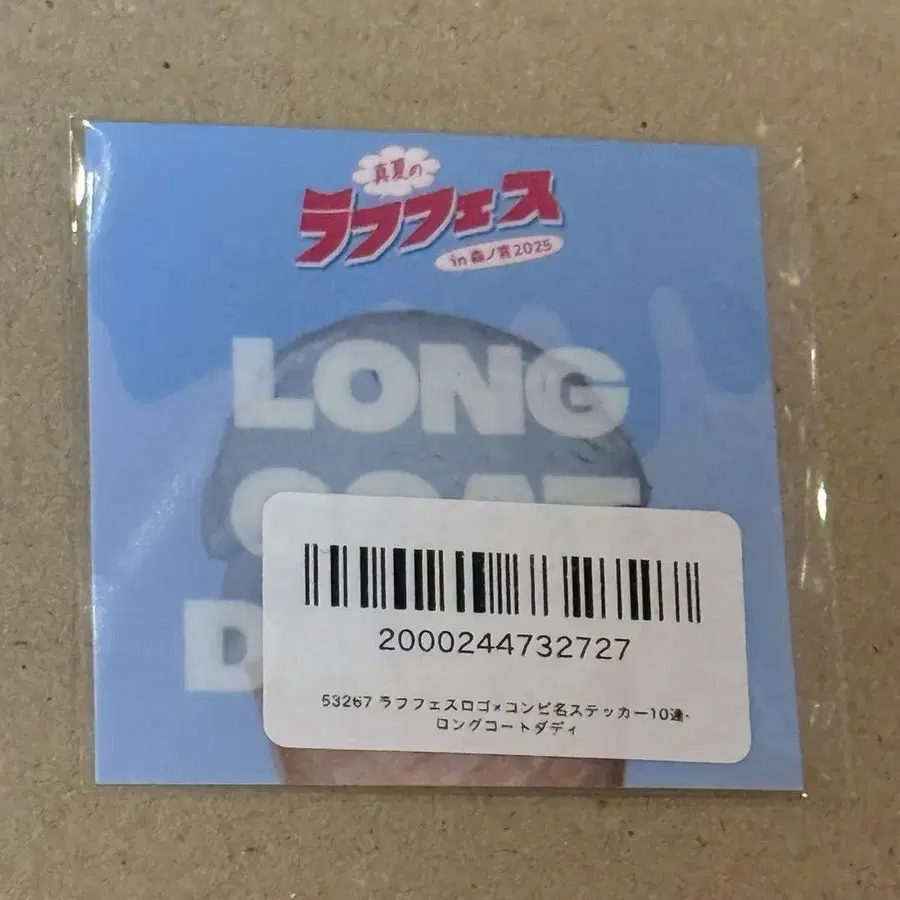 真夏の
ラフフェス
in 森ノ宮2025
LONG
COAT
D
2000244732727
53267 ラフフェスロゴ×コンビ名ステッカー10連-
ロングコートダディ